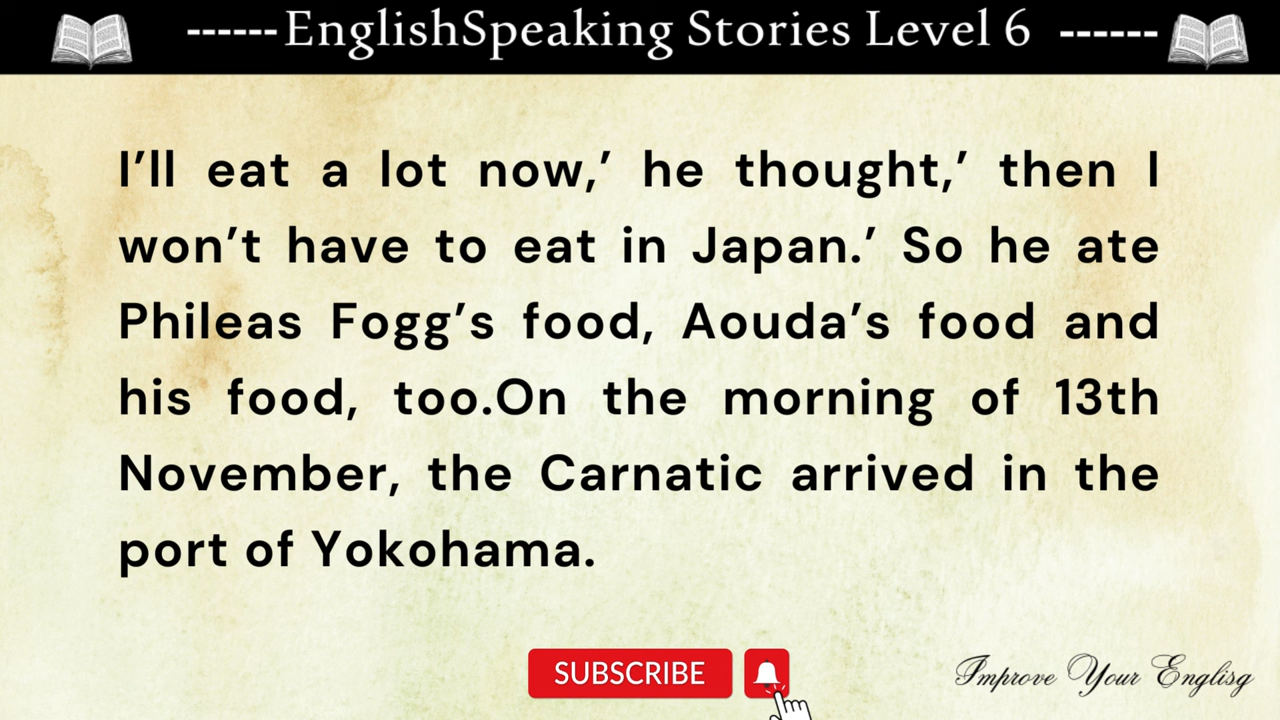 ------EnglishSpeaking Stories Level 6 ------
I’ll eat a lot now,’ he thought,’ then I
won’t have to eat in Japan.’ So he ate
Phileas Fogg’s food, Aouda’s food and
his food, too.On the morning of 13th
November, the Carnatic arrived in the
port of Yokohama.
SUBSCRIBE
Improve Your Englisg